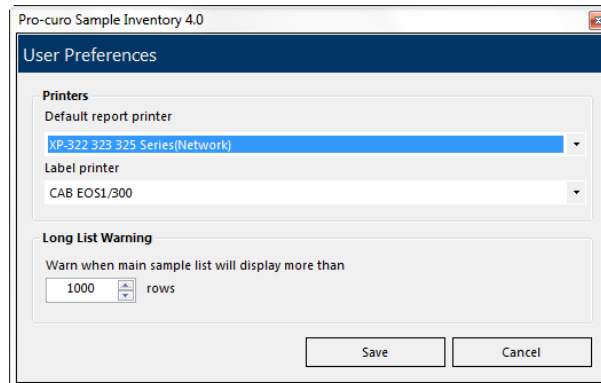 Pro-curo Sample Inventory 4.0
User Preferences
Printers
Default report printer
XP-322 323 325 Series(Network)
Label printer
CAB EOS1/300
Long List Warning
Warn when main sample list will display more than
1000 rows
Save Cancel